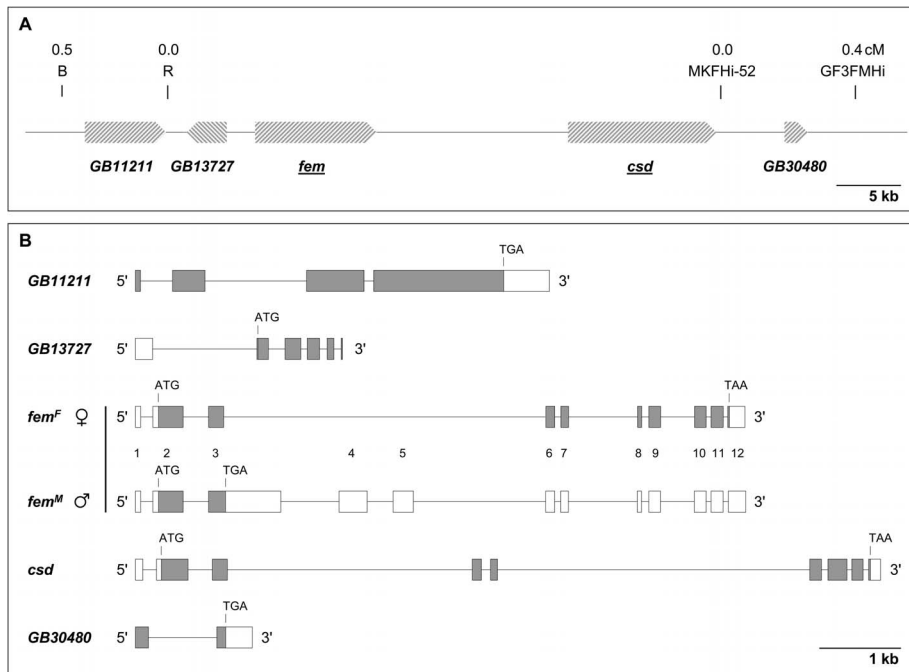 A
0.5 0.0 0.0 0.4 cM
B R MKFHi-52 GF3FMHi
GB11211 GB13727 fem csd GB30480
5 kb
B
TGA
GB11211 5' 3'
ATG
GB13727 5' 3'
ATG TAA
femF ♀ 5' 3'
1 2 3 4 5 6 7 8 9 10 11 12
ATG TGA
femM ♂ 5' 3'
ATG TAA
csd 5' 3'
TGA
GB30480 5' 3'
1 kb